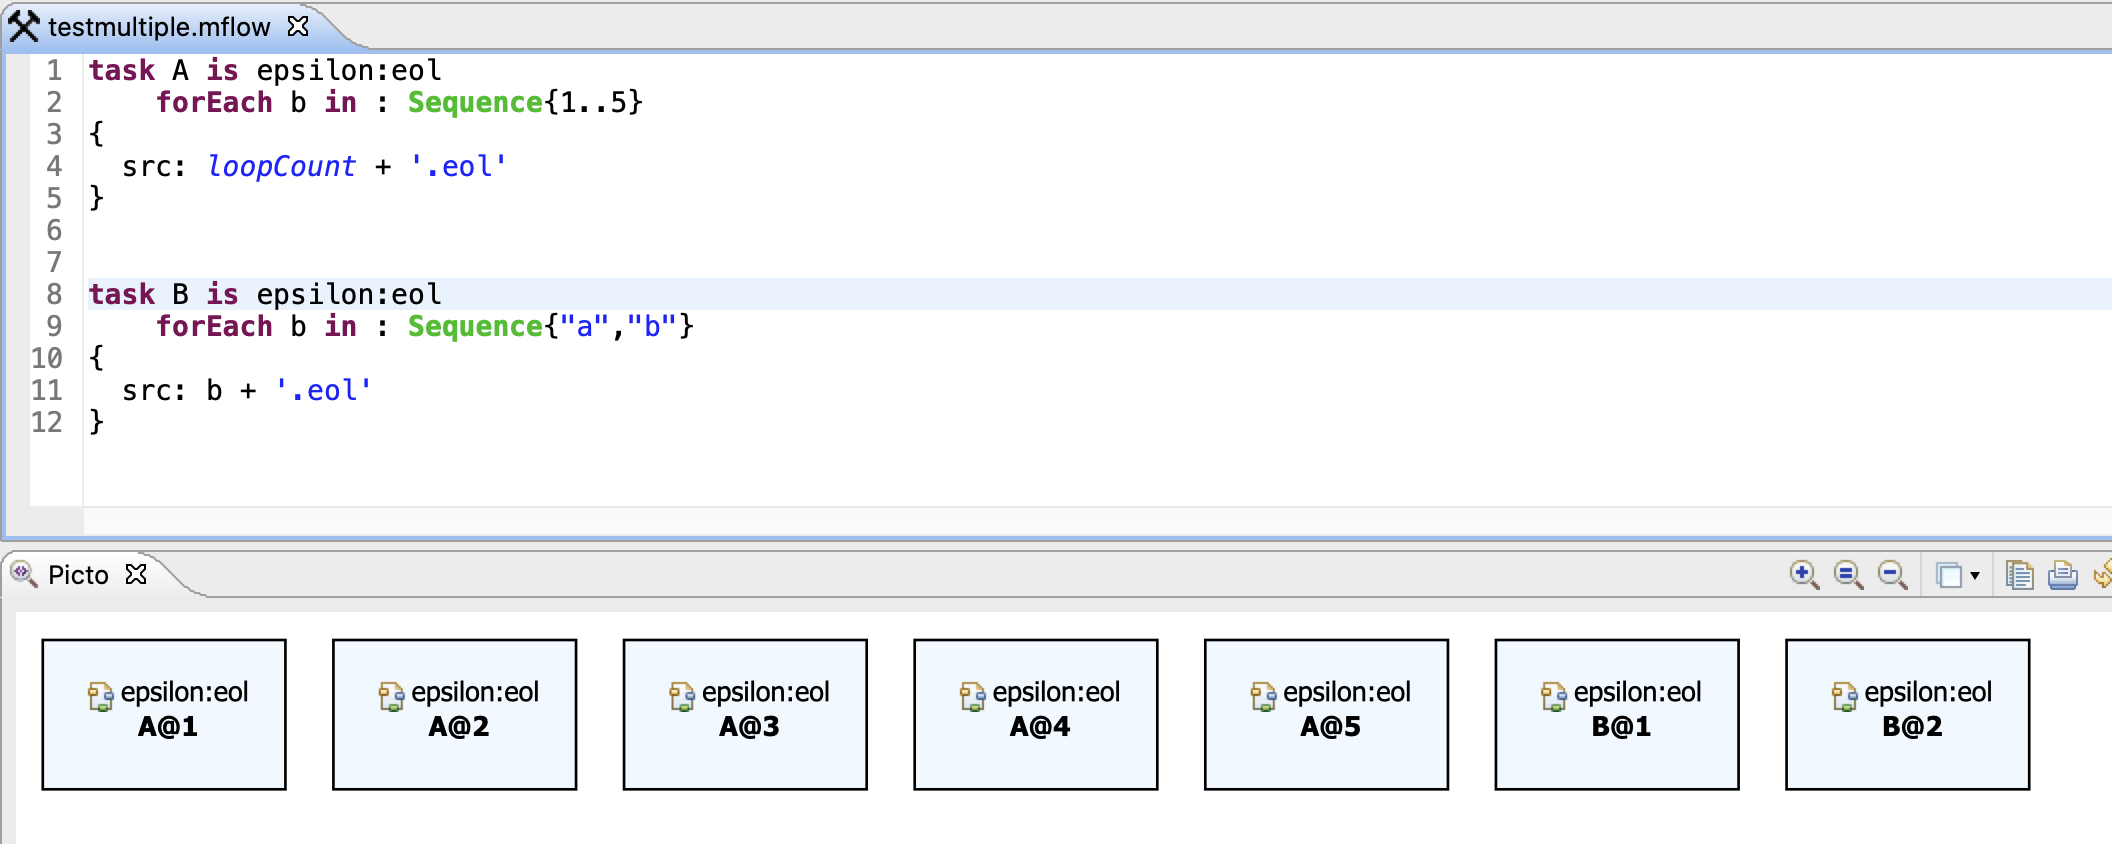 testmultiple.mflow
1 task A is epsilon:eol
2     forEach b in : Sequence{1..5}
3 {
4   src: loopCount + '.eol'
5 }
6
7
8 task B is epsilon:eol
9     forEach b in : Sequence{"a","b"}
10 {
11   src: b + '.eol'
12 }
Picto
epsilon:eol epsilon:eol epsilon:eol epsilon:eol epsilon:eol epsilon:eol epsilon:eol
A@1 A@2 A@3 A@4 A@5 B@1 B@2